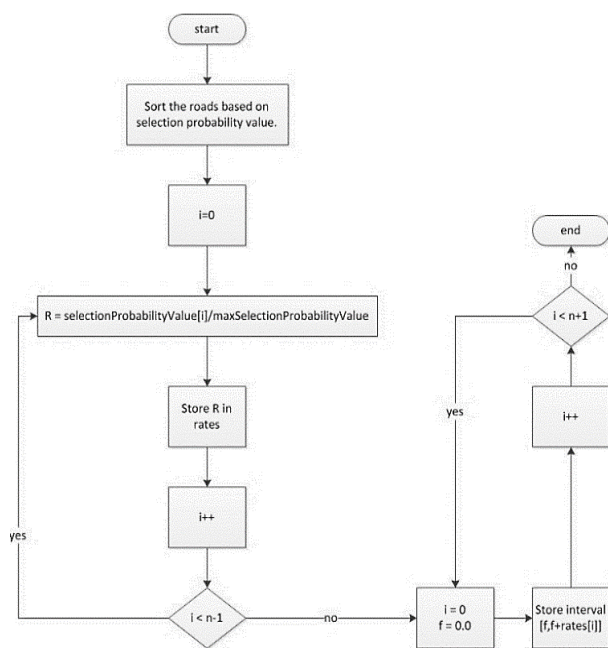 start
Sort the roads based on
selection probability value.
i=0
R = selectionProbabilityValue[i]/maxSelectionProbabilityValue
Store R in
rates
i++
yes
i < n-1
no
i = 0
f = 0.0
Store interval
[f,f+rates[i]]
i++
i < n+1
yes
no
end